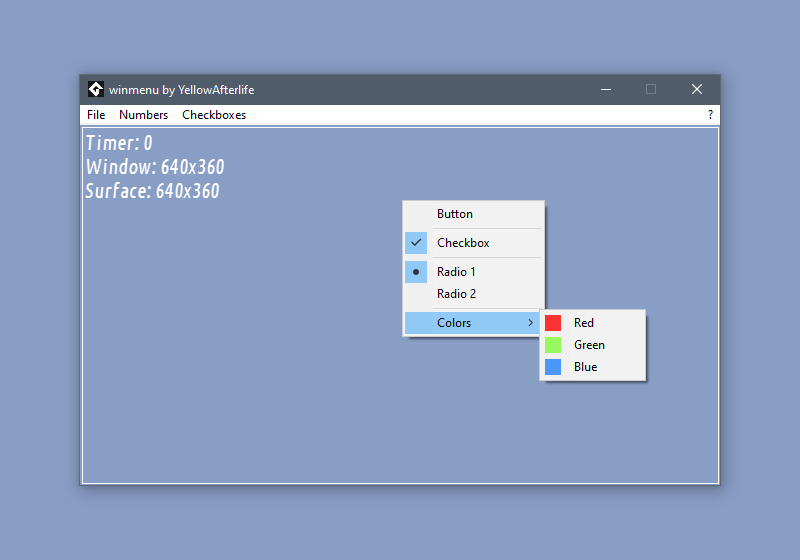 winmenu by YellowAfterlife
File Numbers Checkboxes ?
Timer: 0
Window: 640x360
Surface: 640x360
Button
Checkbox
Radio 1
Radio 2
Colors
Red
Green
Blue